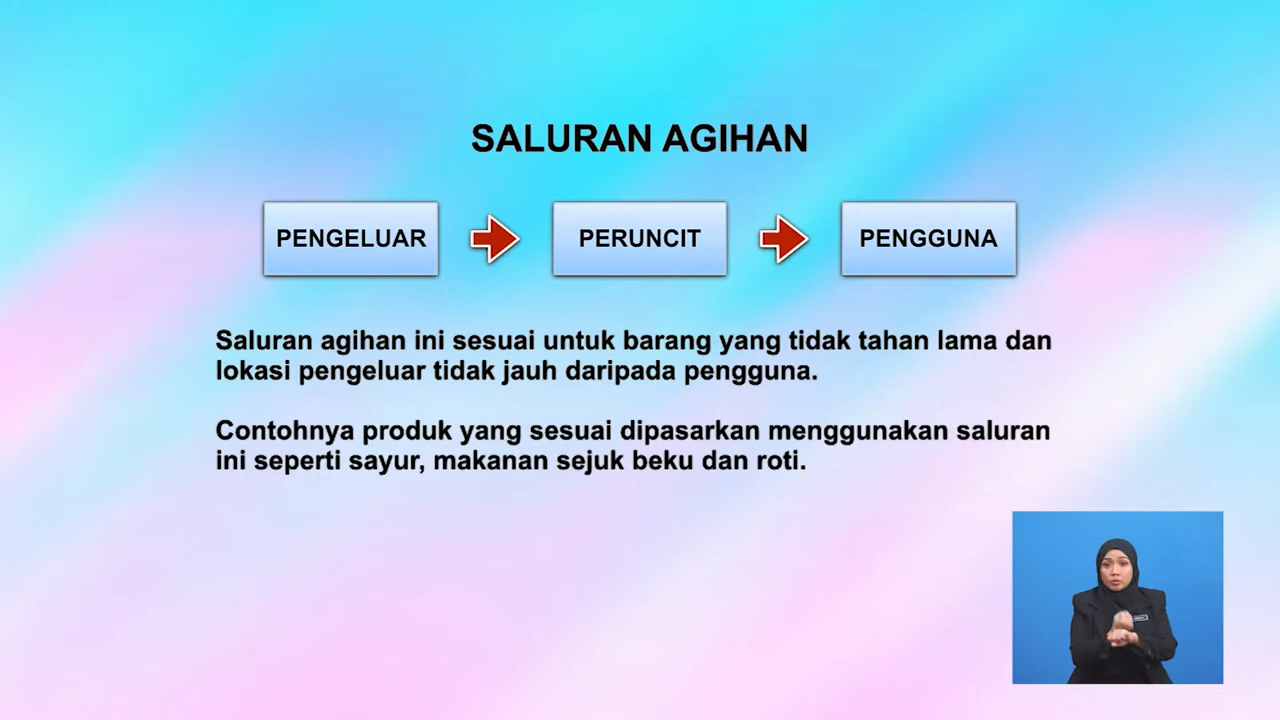 SALURAN AGIHAN
PENGELUAR PERUNCIT PENGGUNA
Saluran agihan ini sesuai untuk barang yang tidak tahan lama dan
lokasi pengeluar tidak jauh daripada pengguna.
Contohnya produk yang sesuai dipasarkan menggunakan saluran
ini seperti sayur, makanan sejuk beku dan roti.